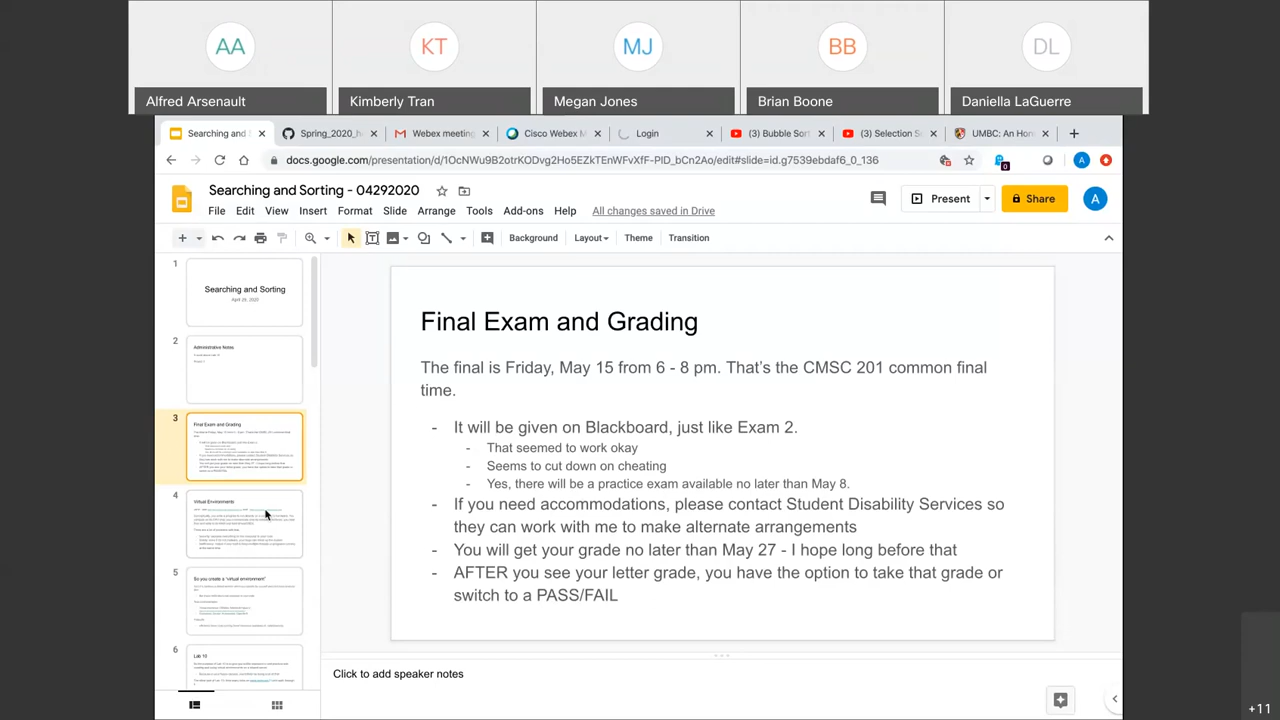 AA
KT
MJ
BB
DL
Alfred Arsenault
Kimberly Tran
Megan Jones
Brian Boone
Daniella LaGuerre
Searching and
Spring_2020_h
Webex meeting
Cisco Webex M
Login
(3) Bubble Sort
(3) Selection S
UMBC: An Hon
docs.google.com/presentation/d/1OcNWu9B2otrKODvg2Ho5EZkTEnWFvXfF-PID_bCn2Ao/edit#slide=id.g7539ebdaf6_0_136
A
Searching and Sorting - 04292020
Present
Share
A
File Edit View Insert Format Slide Arrange Tools Add-ons Help All changes saved in Drive
Background Layout Theme Transition
1
Searching and Sorting
April 29, 2020
2
Administrative Notes
3
Final Exam and Grading
4
Virtual Environments
5
So you create a "virtual environment"
6
Lab 10
Final Exam and Grading
The final is Friday, May 15 from 6 - 8 pm. That's the CMSC 201 common final
time.
- It will be given on Blackboard, just like Exam 2.
- That seemed to work okay
- Open to ideas on
- Yes, there will be a practice exam available no later than May 8.
- If you need accommodation, please contact Student Disability Services so
can work with me to make alternate arrangements
- You will get your grade no later than May 27 - I hope long before that
- AFTER you see your letter grade, you have the option to take that grade or
switch to a PASS/FAIL
Click to add speaker notes
+11